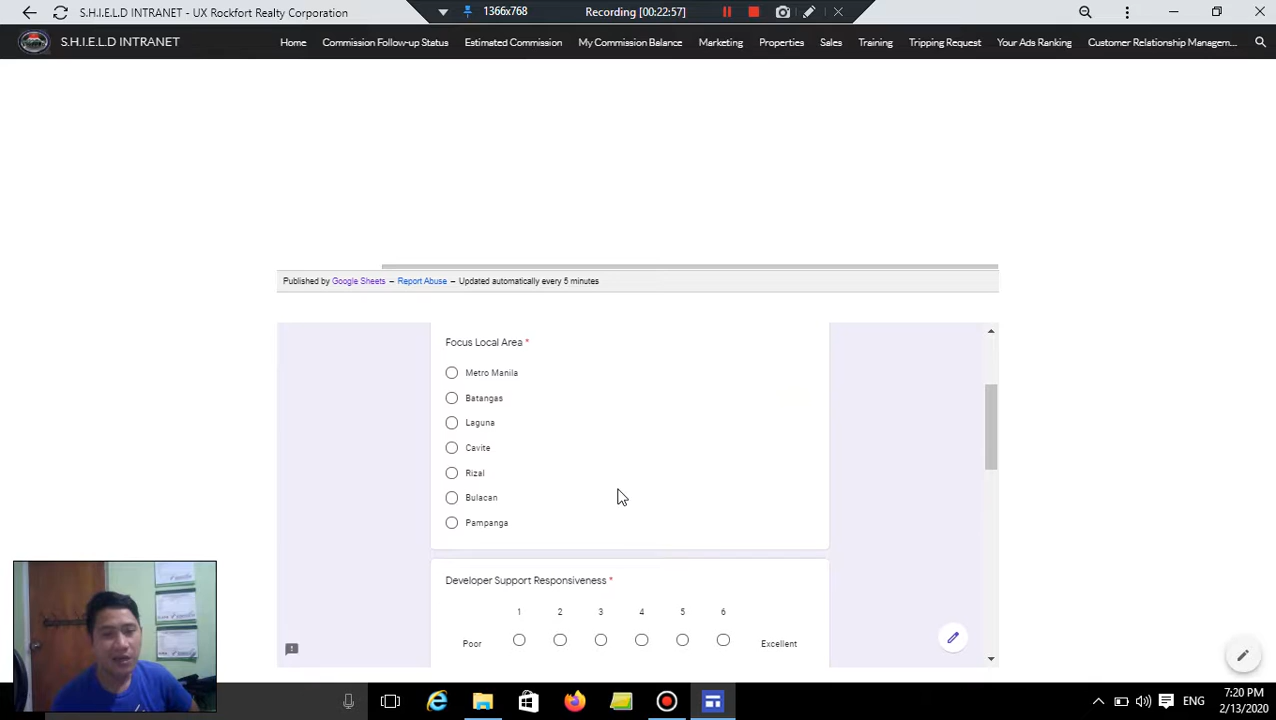 S.H.I.E.L.D INTRANET - UX Rockfort Realty Corporation
1366x768
Recording [00:22:57]
S.H.I.E.L.D INTRANET
Home
Commission Follow-up Status
Estimated Commission
My Commission Balance
Marketing
Properties
Sales
Training
Tripping Request
Your Ads Ranking
Customer Relationship Managem...
Published by Google Sheets – Report Abuse – Updated automatically every 5 minutes
Focus Local Area *
Metro Manila
Batangas
Laguna
Cavite
Rizal
Bulacan
Pampanga
Developer Support Responsiveness *
1 2 3 4 5 6
Poor Excellent
ENG
7:20 PM
2/13/2020